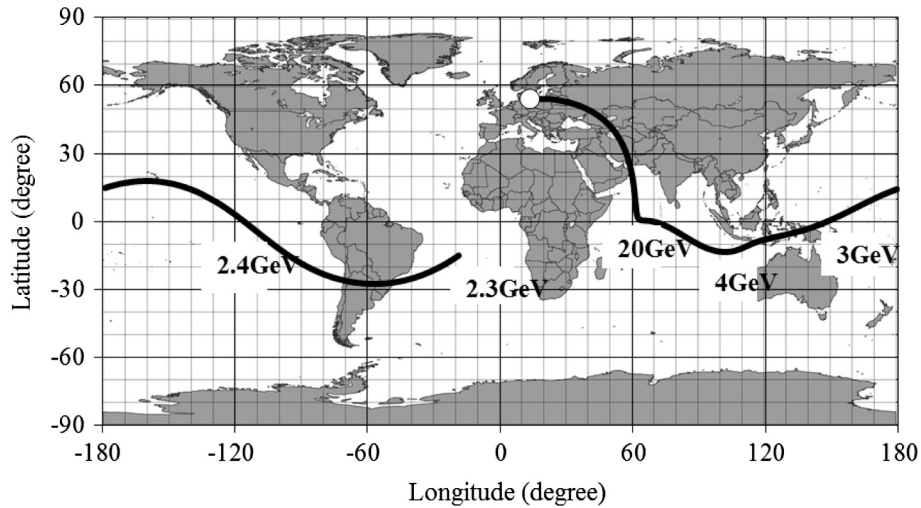 90
60
30
0
-30
-60
-90
Latitude (degree)
2.4GeV
2.3GeV
20GeV
4GeV
3GeV
-180 -120 -60 0 60 120 180
Longitude (degree)